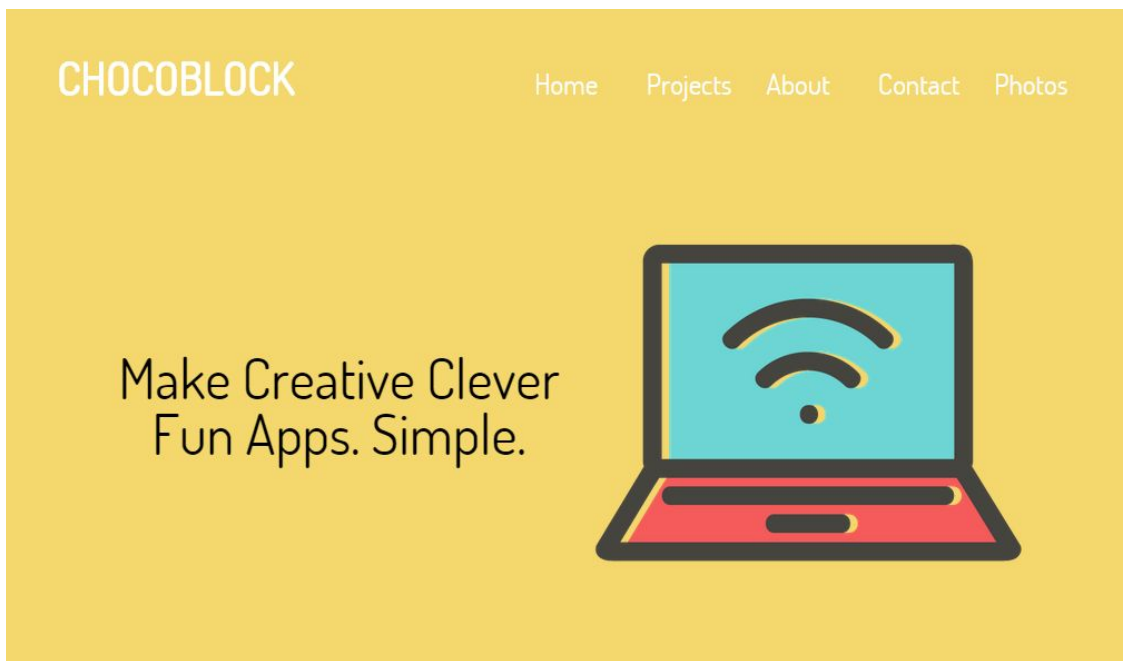 CHOCOBLOCK
Home Projects About Contact Photos
Make Creative Clever
Fun Apps. Simple.